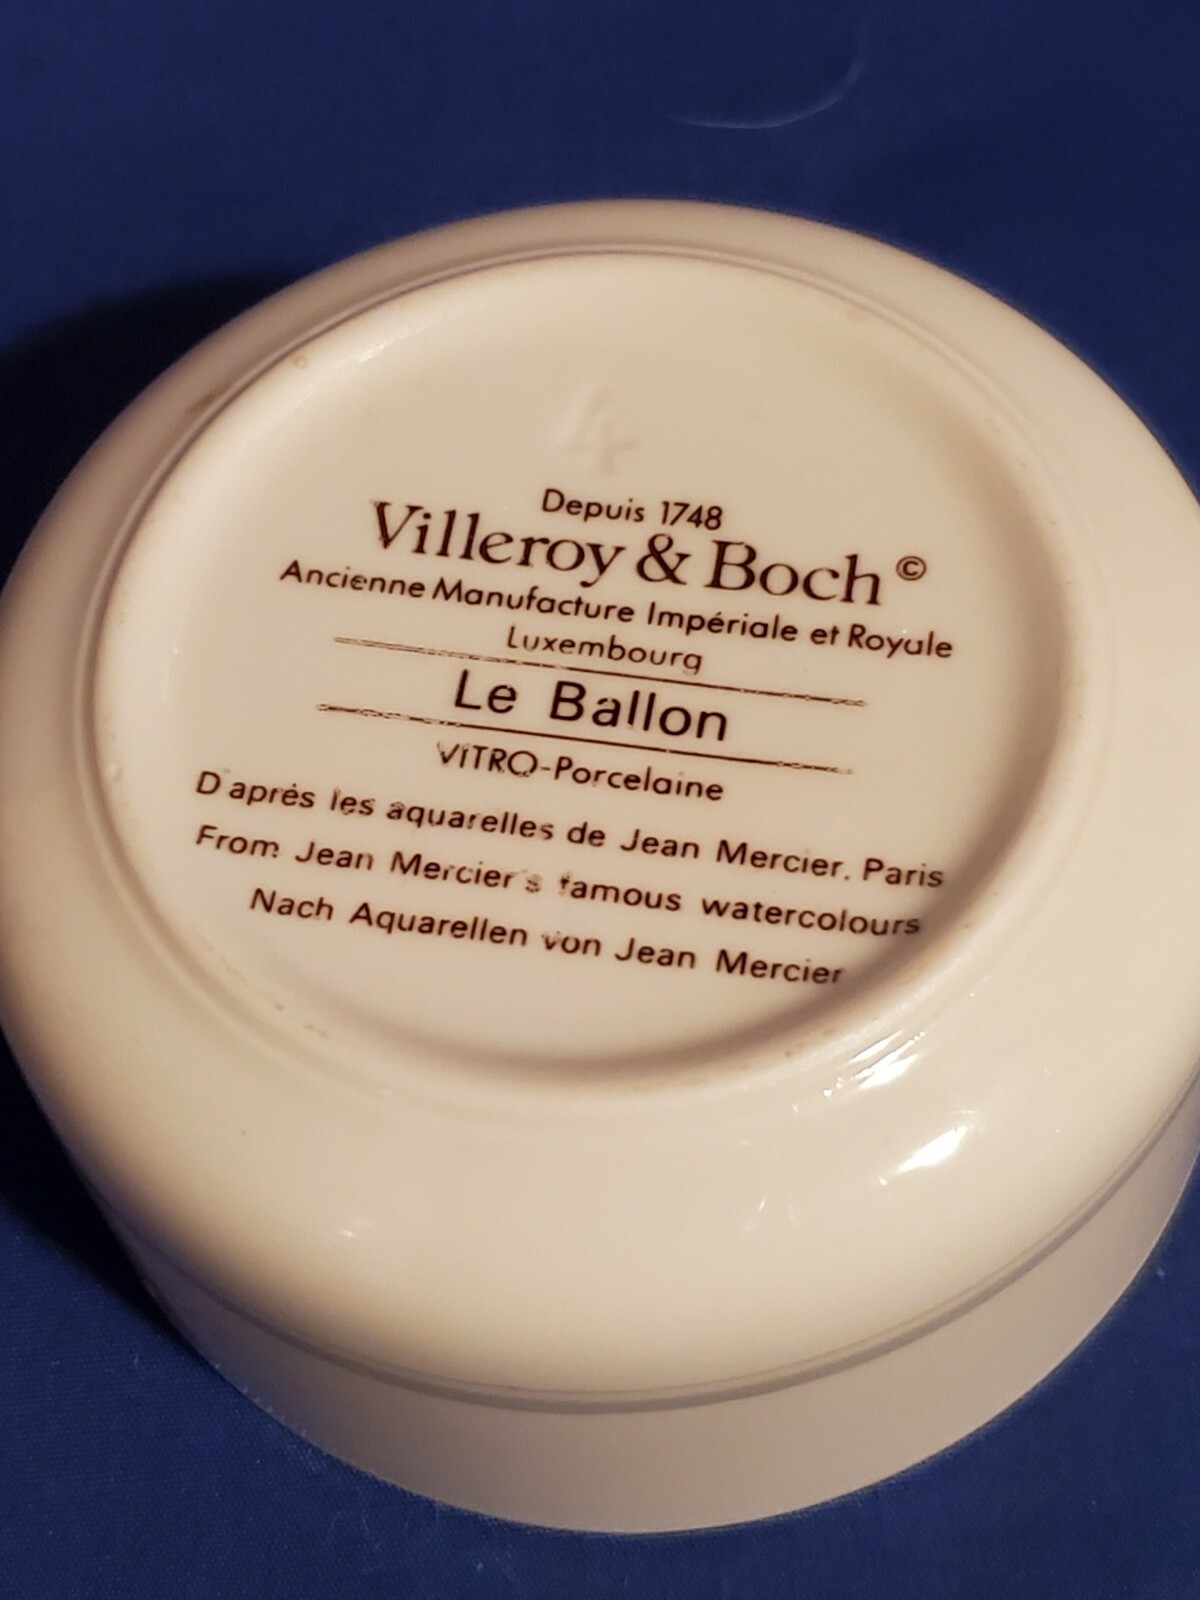 4
Depuis 1748
Villeroy & Boch ©
Ancienne Manufacture Impériale et Royale
Luxembourg
Le Ballon
VITRO-Porcelaine
D'après les aquarelles de Jean Mercier. Paris
From Jean Mercier's famous watercolours
Nach Aquarellen von Jean Mercier